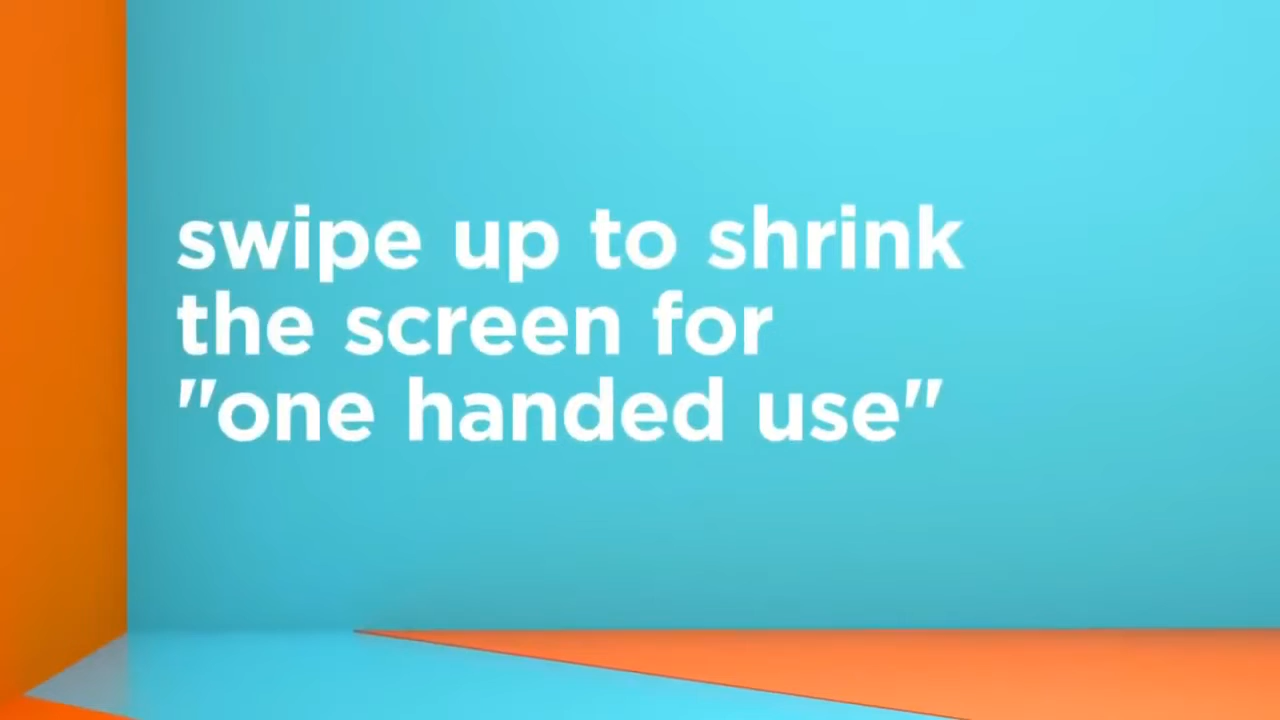 swipe up to shrink
the screen for
"one handed use"